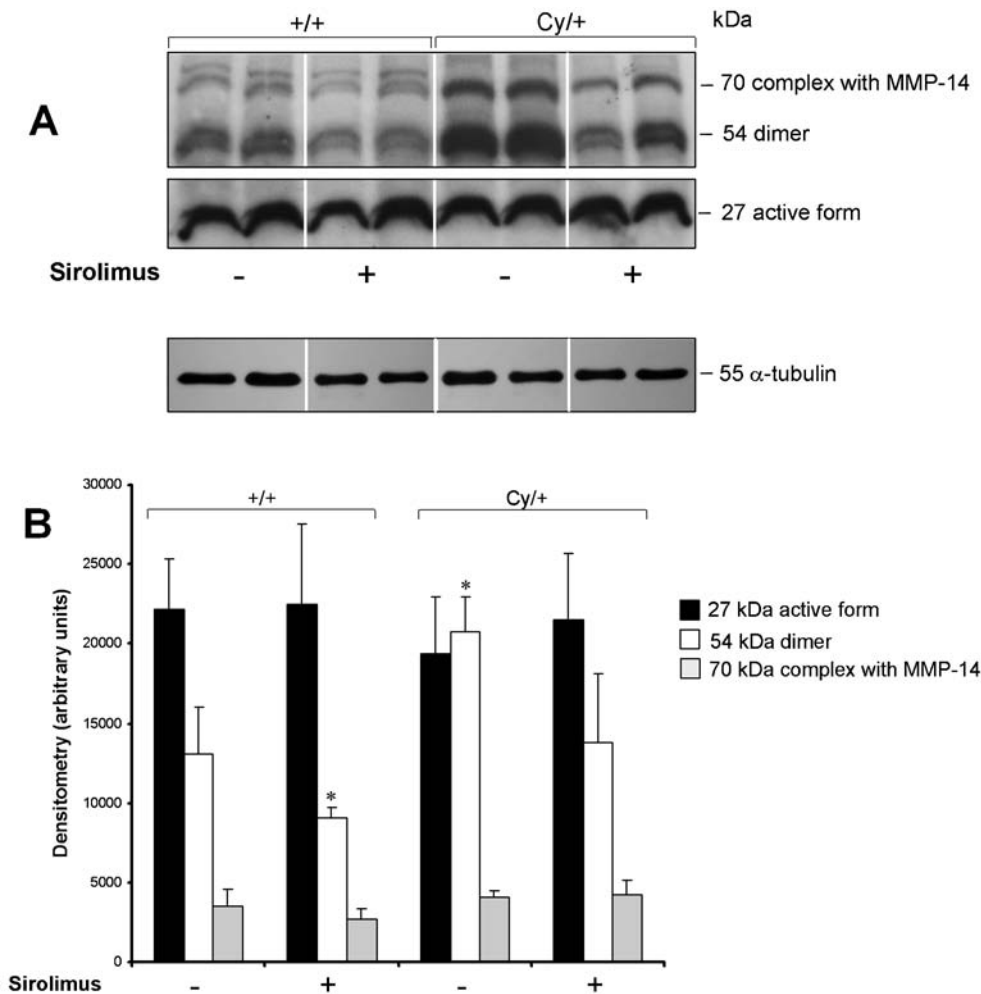 +/+ Cy/+ kDa
A
70 complex with MMP-14
54 dimer
27 active form
Sirolimus - + - +
55 α-tubulin
B
+/+ Cy/+
Densitometry (arbitrary units)
30000
25000
20000
15000
10000
5000
0
*
*
27 kDa active form
54 kDa dimer
70 kDa complex with MMP-14
Sirolimus - + - +